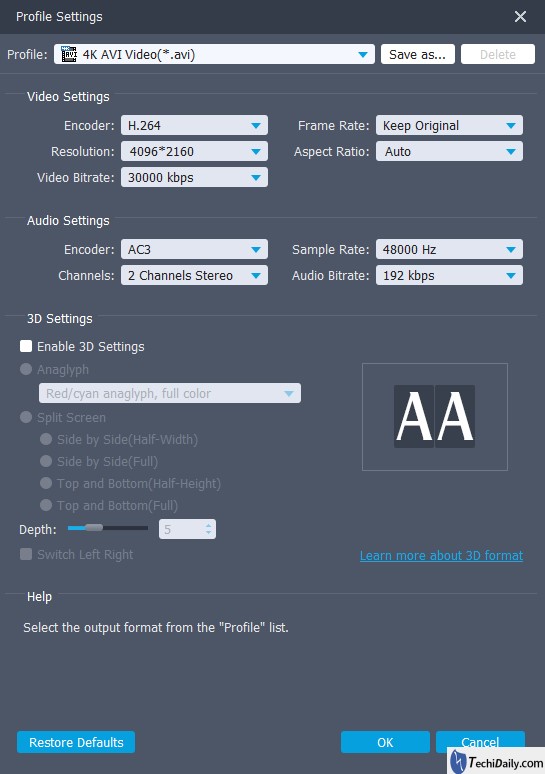 Profile Settings
Profile: AVI 4K AVI Video(*.avi) Save as... Delete
Video Settings
Encoder: H.264 Frame Rate: Keep Original
Resolution: 4096*2160 Aspect Ratio: Auto
Video Bitrate: 30000 kbps
Audio Settings
Encoder: AC3 Sample Rate: 48000 Hz
Channels: 2 Channels Stereo Audio Bitrate: 192 kbps
3D Settings
Enable 3D Settings
Anaglyph
Red/cyan anaglyph, full color
AA
Split Screen
Side by Side(Half-Width)
Side by Side(Full)
Top and Bottom(Half-Height)
Top and Bottom(Full)
Depth: 5
Switch Left Right Learn more about 3D format
Help
Select the output format from the "Profile" list.
Restore Defaults OK Cancel
TechiDaily.com